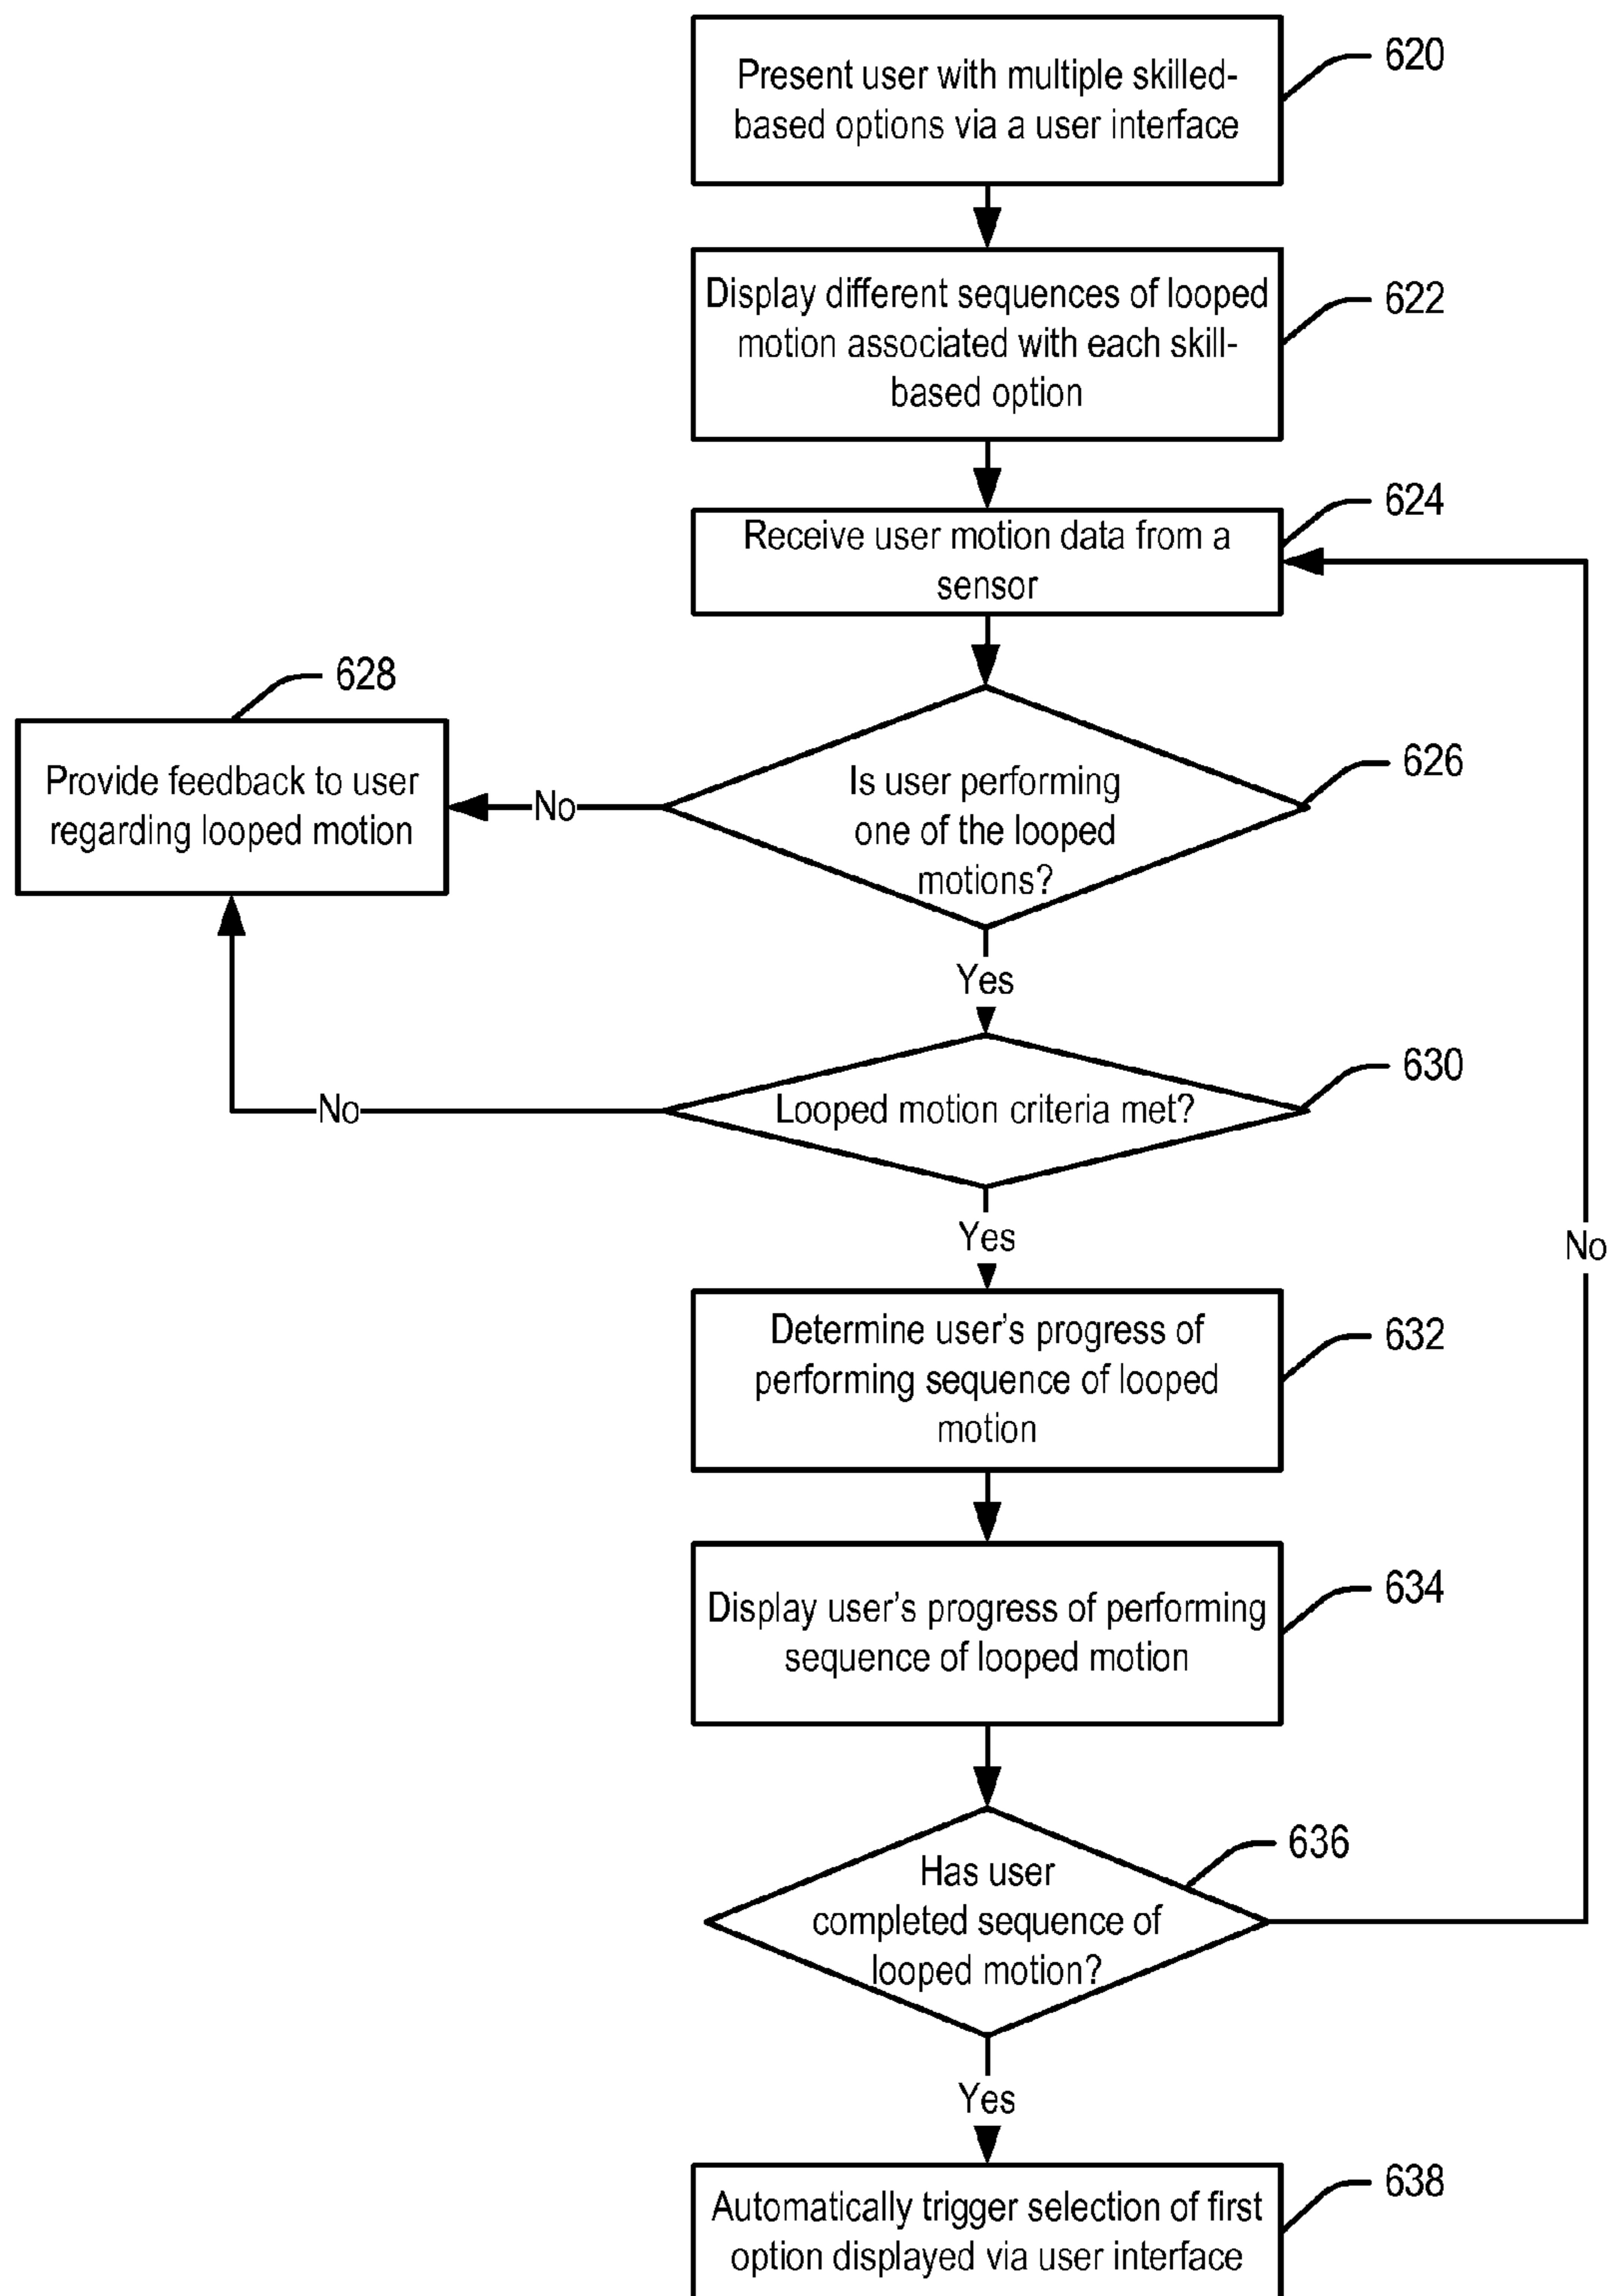 Present user with multiple skilled-
based options via a user interface
620
Display different sequences of looped
motion associated with each skill-
based option
622
Receive user motion data from a
sensor
624
628
Provide feedback to user
regarding looped motion
No
Is user performing
one of the looped
motions?
626
Yes
No
Looped motion criteria met?
630
Yes
No
Determine user's progress of
performing sequence of looped
motion
632
Display user's progress of performing
sequence of looped motion
634
Has user
completed sequence of
looped motion?
636
Yes
Automatically trigger selection of first
option displayed via user interface
638